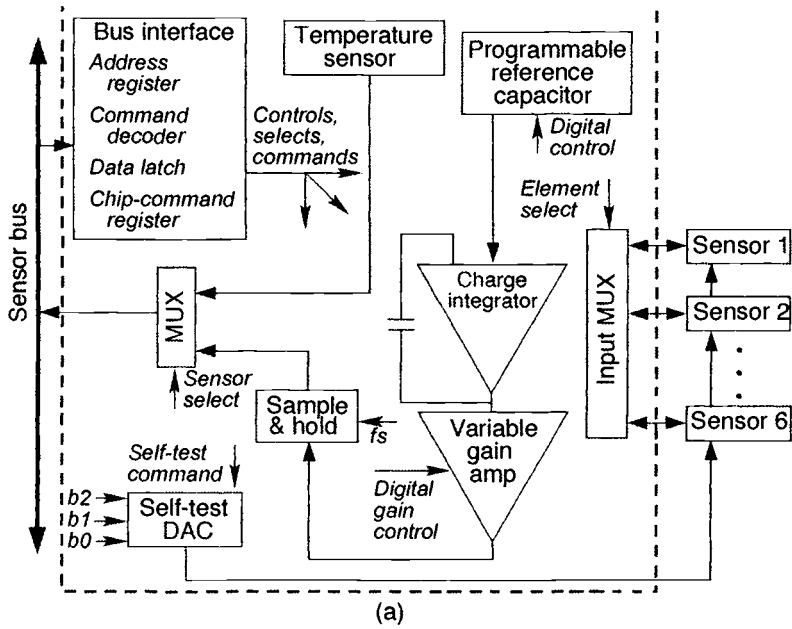 Bus interface
Address
register
Command
decoder
Data latch
Chip-command
register
Controls,
selects,
commands
Temperature
sensor
Programmable
reference
capacitor
Digital
control
Element
select
Sensor bus
MUX
Sensor
select
Charge
integrator
Input MUX
Sensor 1
Sensor 2
Sensor 6
Sample
& hold
fs
Variable
gain
amp
Digital
gain
control
Self-test
command
b2
b1
b0
Self-test
DAC
(a)